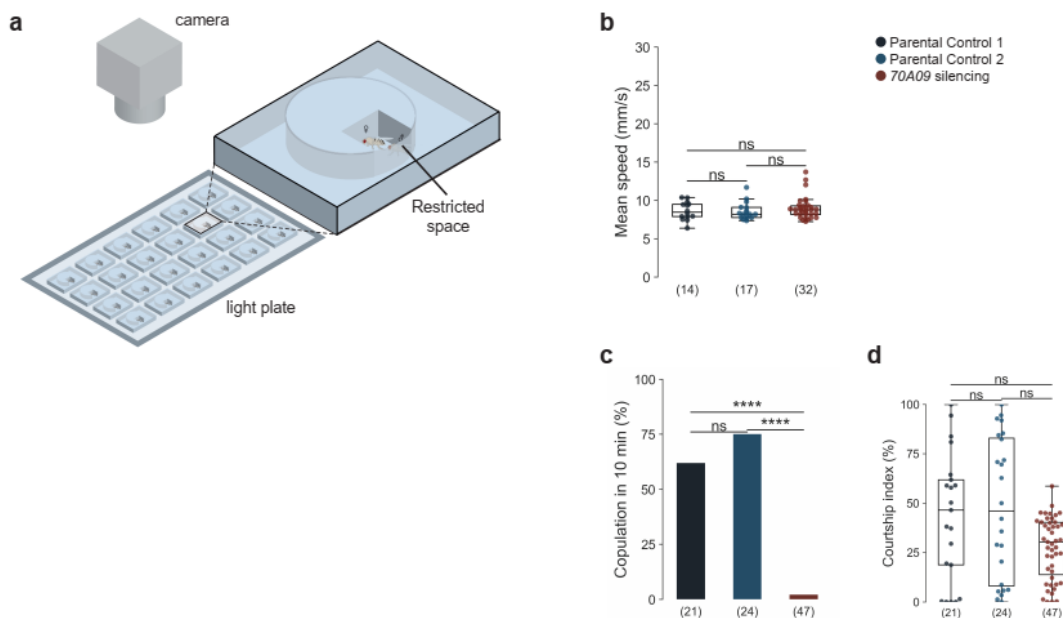 a
camera
Restricted
space
light plate
b
Mean speed (mm/s)
30
25
20
15
10
5
0
ns
ns
ns
(14)
(17)
(32)
Parental Control 1
Parental Control 2
70A09 silencing
c
Copulation in 10 min (%)
100
75
50
25
0
****
ns
****
(21)
(24)
(47)
d
Courtship index (%)
100
75
50
25
0
ns
ns
ns
(21)
(24)
(47)